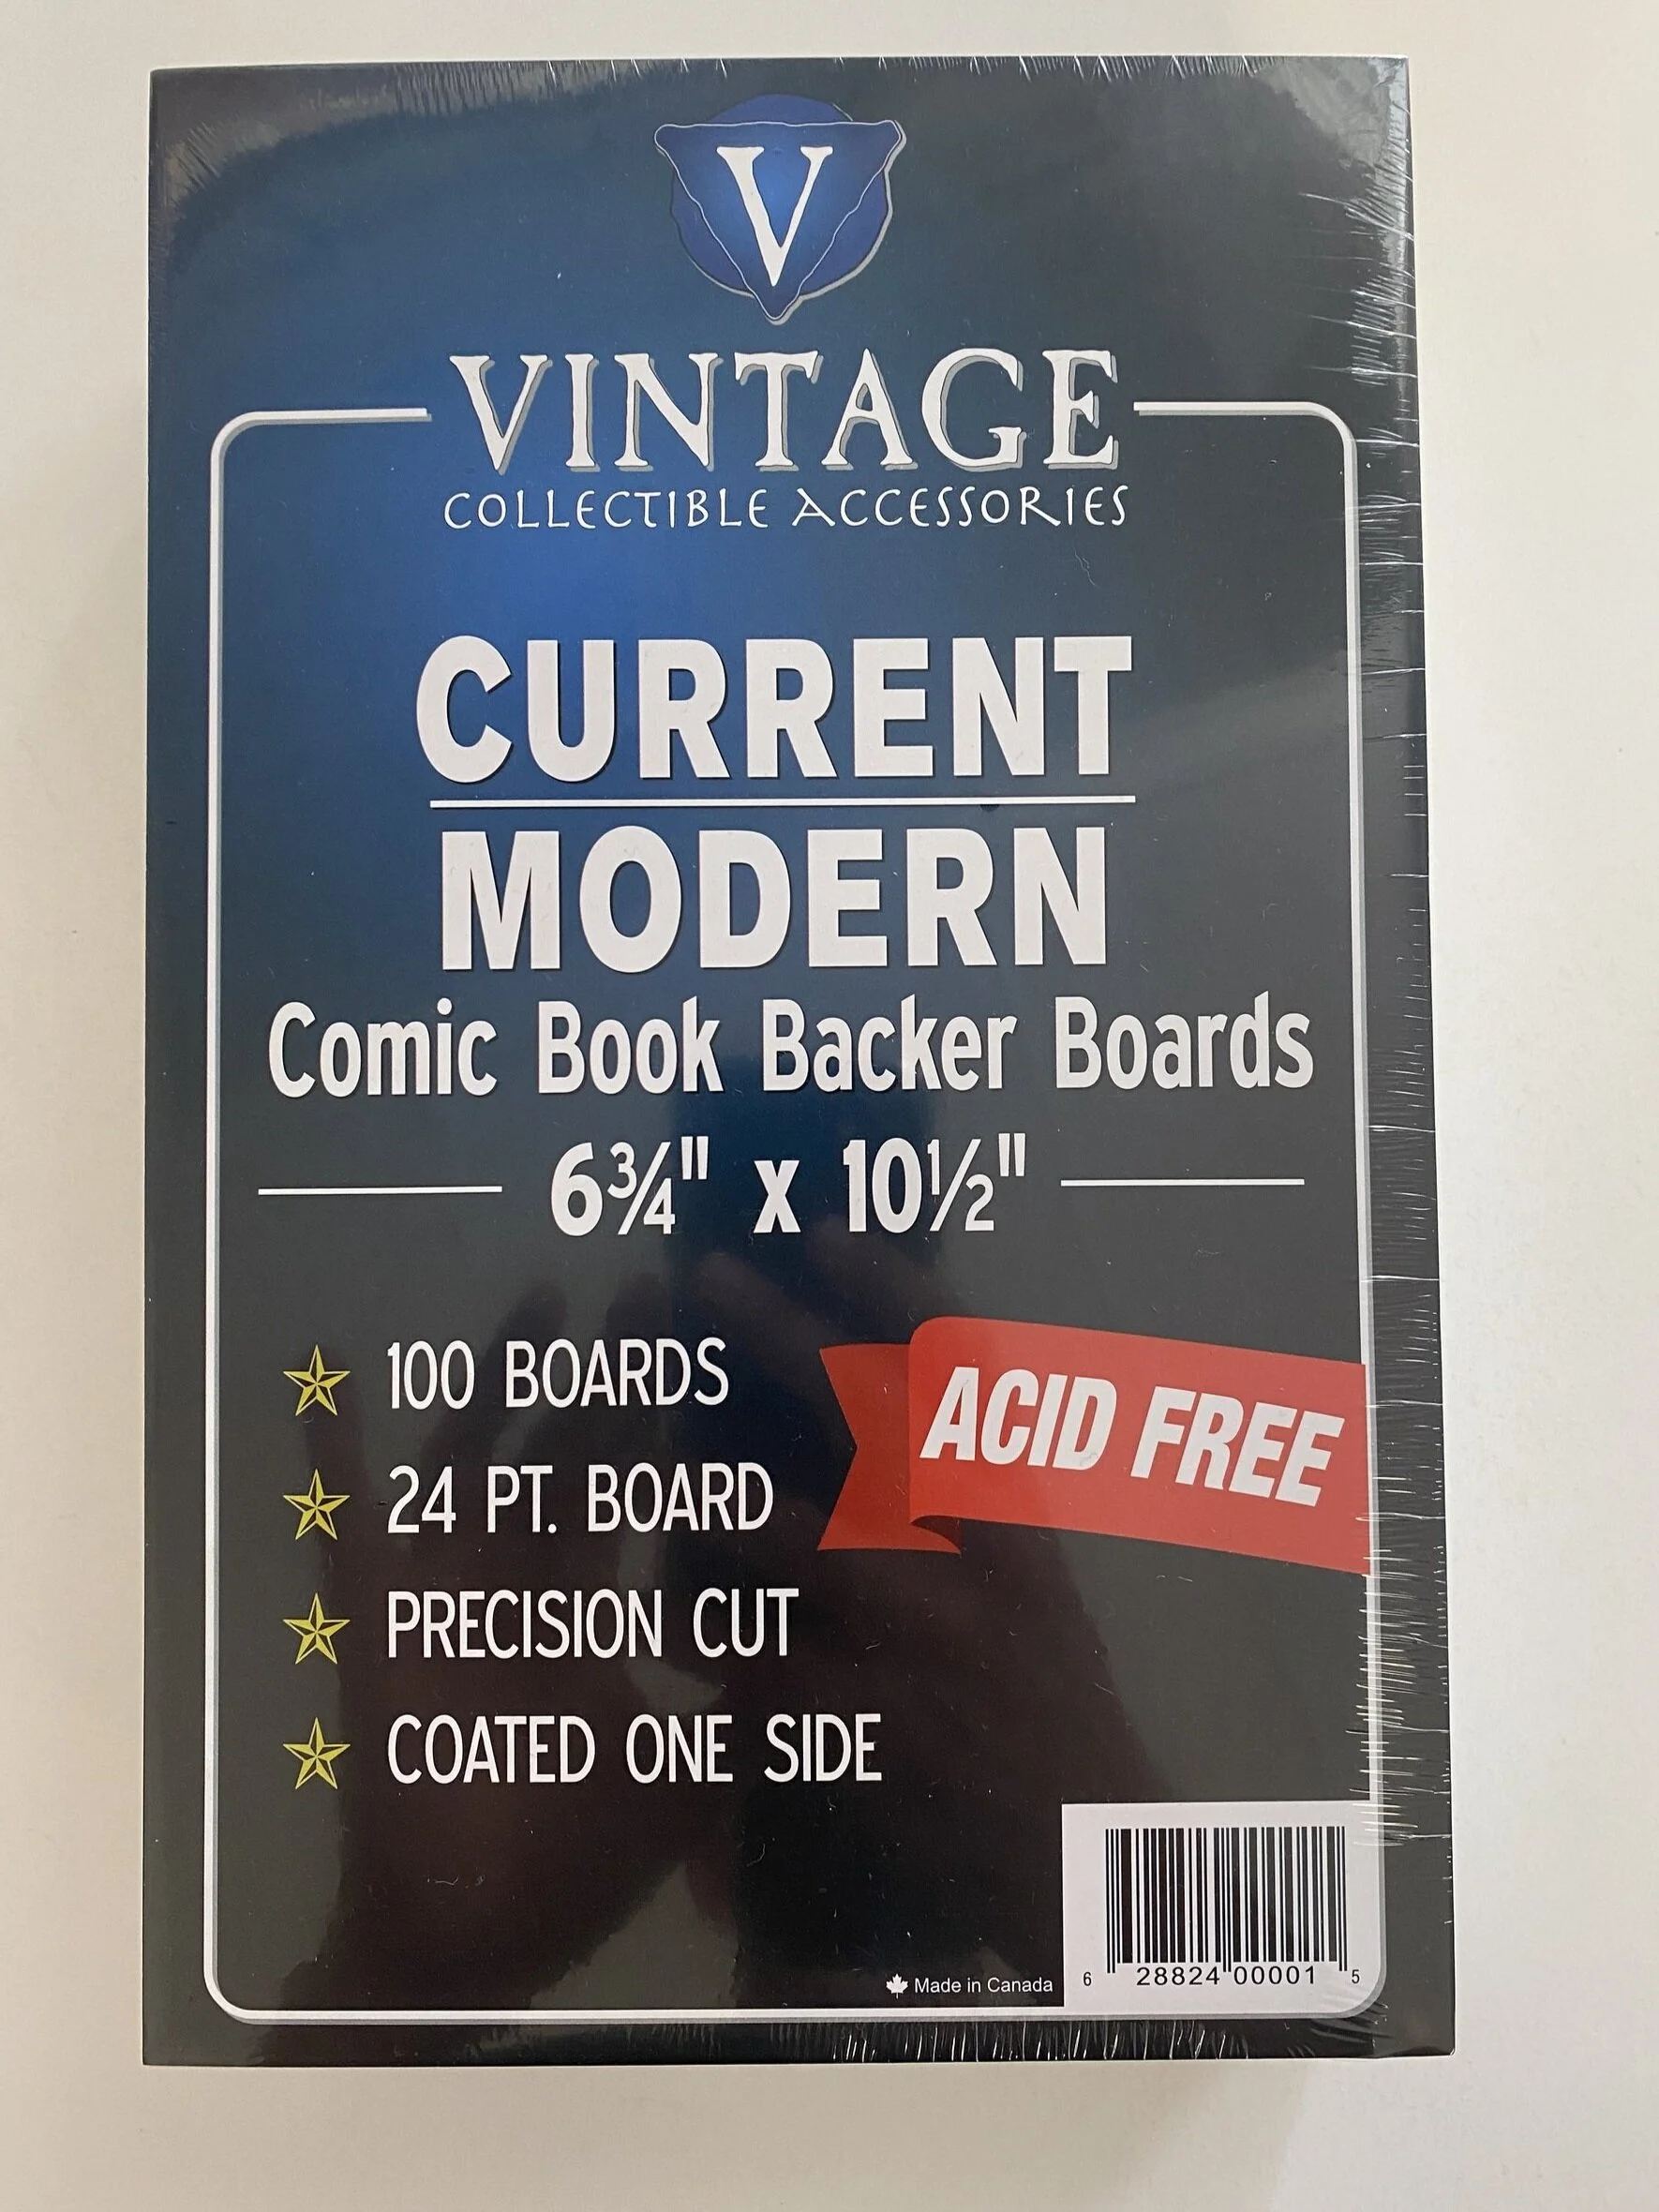 V
VINTAGE
COLLECTIBLE ACCESSORIES
CURRENT
MODERN
Comic Book Backer Boards
6¾" x 10½"
100 BOARDS
24 PT. BOARD
PRECISION CUT
COATED ONE SIDE
ACID FREE
Made in Canada
6 28824 00001 5